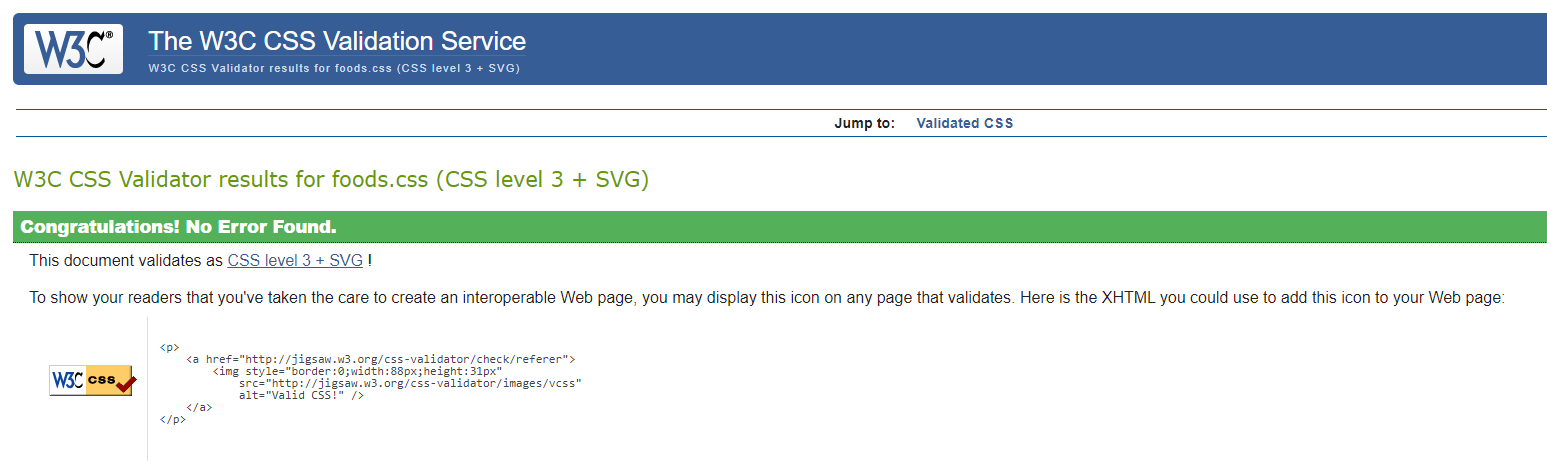 W3C®
The W3C CSS Validation Service
W3C CSS Validator results for foods.css (CSS level 3 + SVG)
Jump to: Validated CSS
W3C CSS Validator results for foods.css (CSS level 3 + SVG)
Congratulations! No Error Found.
This document validates as CSS level 3 + SVG !
To show your readers that you've taken the care to create an interoperable Web page, you may display this icon on any page that validates. Here is the XHTML you could use to add this icon to your Web page:
W3C css
<p>
    <a href="http://jigsaw.w3.org/css-validator/check/referer">
        <img style="border:0;width:88px;height:31px"
            src="http://jigsaw.w3.org/css-validator/images/vcss"
            alt="Valid CSS!" />
    </a>
</p>